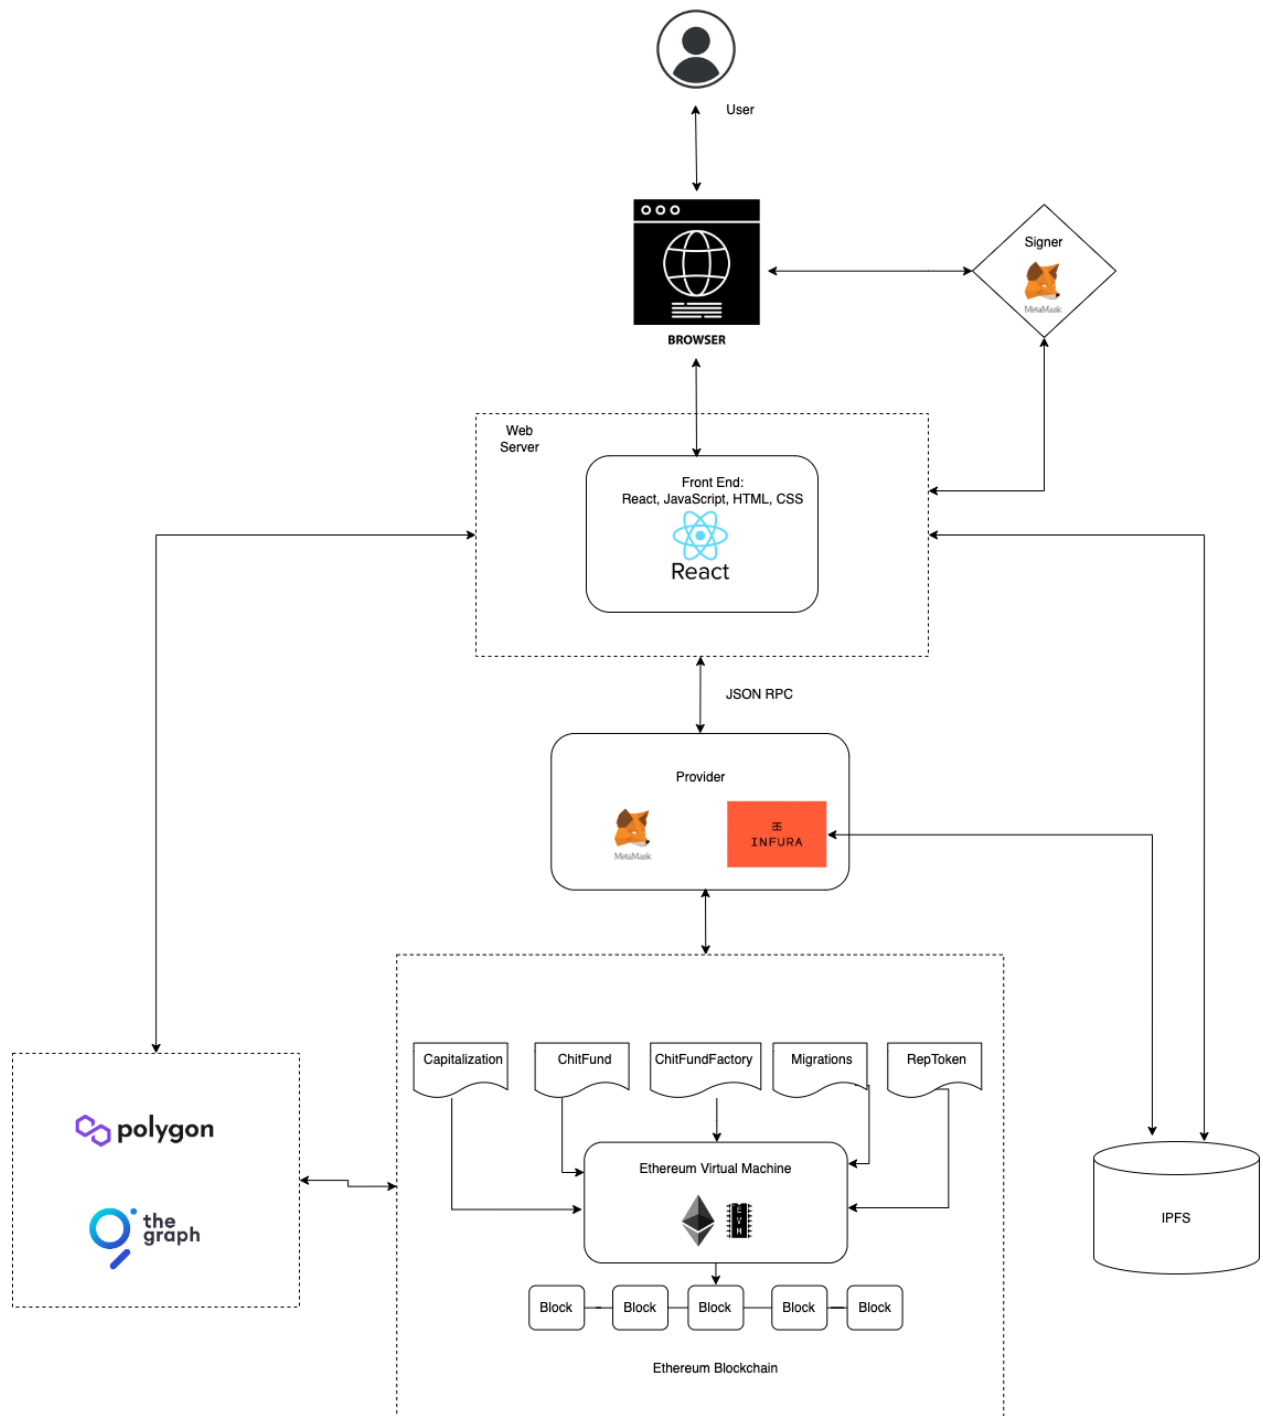 User
Signer
MetaMask
BROWSER
Web
Server
Front End:
React, JavaScript, HTML, CSS
React
JSON RPC
Provider
MetaMask
INFURA
Capitalization
ChitFund
ChitFundFactory
Migrations
RepToken
polygon
Ethereum Virtual Machine
EVM
the
graph
IPFS
Block
Block
Block
Block
Block
Ethereum Blockchain